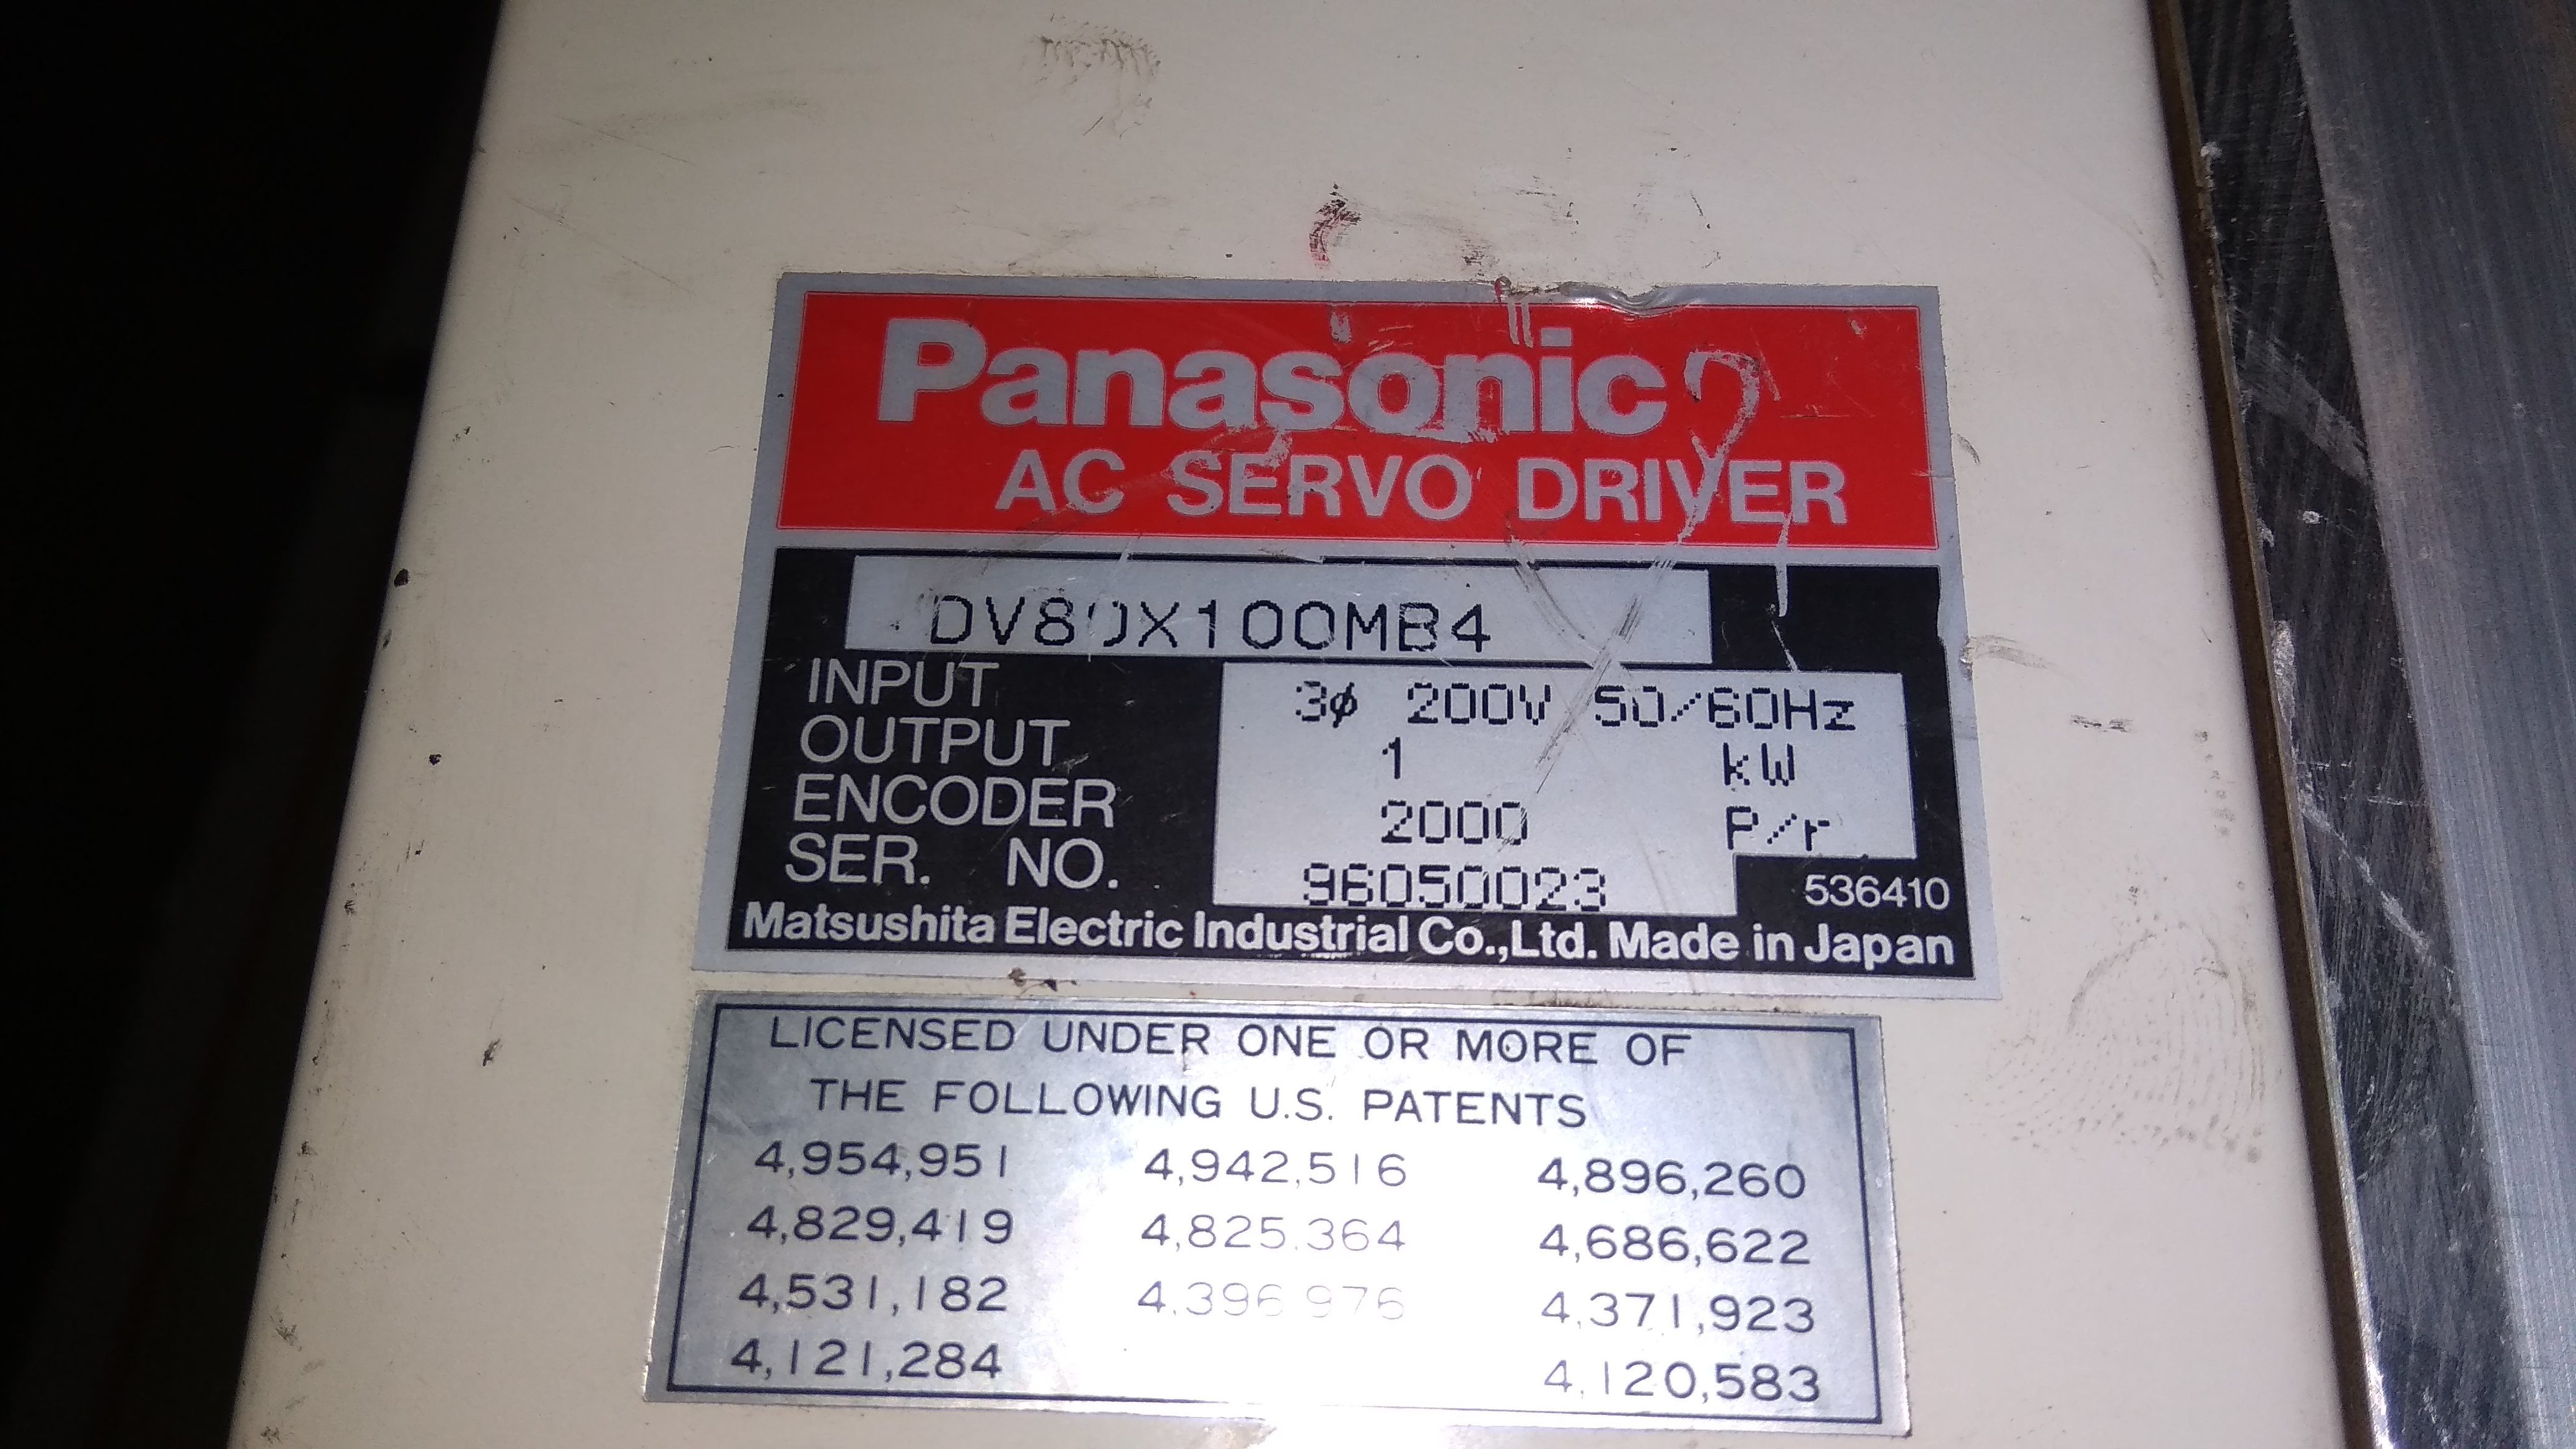 Panasonic
AC SERVO DRIVER
DV80X100MB4
INPUT 3φ 200V 50/60Hz
OUTPUT 1 kW
ENCODER 2000 P/r
SER. NO. 96050023
536410
Matsushita Electric Industrial Co.,Ltd. Made in Japan
LICENSED UNDER ONE OR MORE OF
THE FOLLOWING U.S. PATENTS
4,954,951 4,942,516 4,896,260
4,829,419 4,825,364 4,686,622
4,531,182 4,396,976 4,371,923
4,121,284 4,120,583